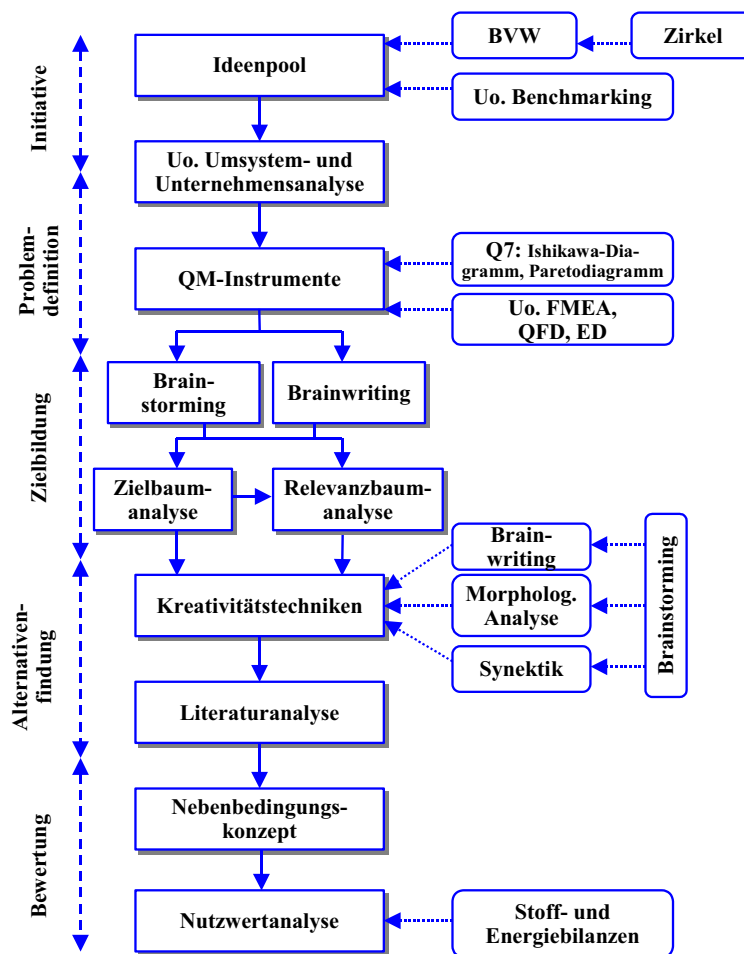 Initiative
Ideenpool
BVW
Zirkel
Uo. Benchmarking
Uo. Umsystem- und
Unternehmensanalyse
Problem-
definition
QM-Instrumente
Q7: Ishikawa-Dia-
gramm, Paretodiagramm
Uo. FMEA,
QFD, ED
Zielbildung
Brain-
storming
Brainwriting
Zielbaum-
analyse
Relevanzbaum-
analyse
Alternativen-
findung
Kreativitätstechniken
Brain-
writing
Morpholog.
Analyse
Synektik
Brainstorming
Literaturanalyse
Bewertung
Nebenbedingungs-
konzept
Nutzwertanalyse
Stoff- und
Energiebilanzen